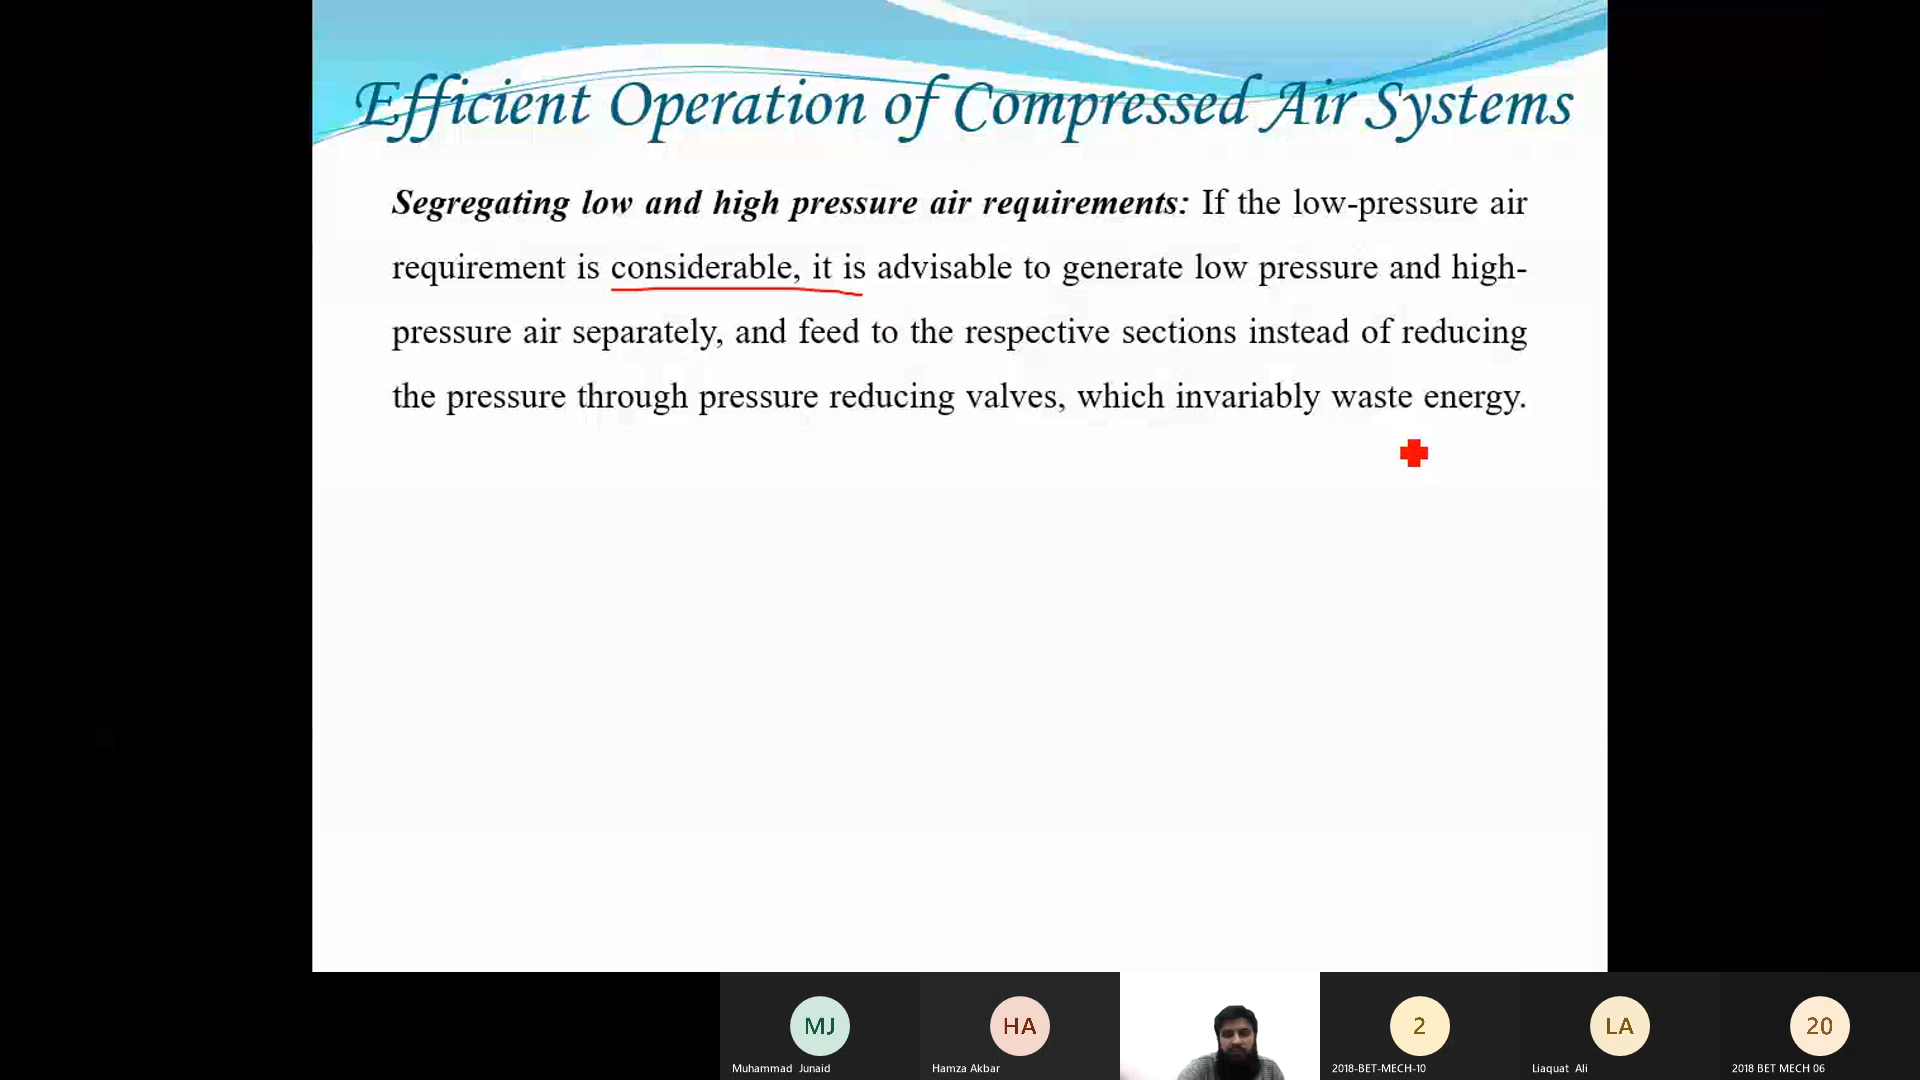 Efficient Operation of Compressed Air Systems
Segregating low and high pressure air requirements: If the low-pressure air
requirement is considerable, it is advisable to generate low pressure and high-
pressure air separately, and feed to the respective sections instead of reducing
the pressure through pressure reducing valves, which invariably waste energy.
MJ
HA
2
LA
20
Muhammad Junaid
Hamza Akbar
2018-BET-MECH-10
Liaquat Ali
2018 BET MECH 06